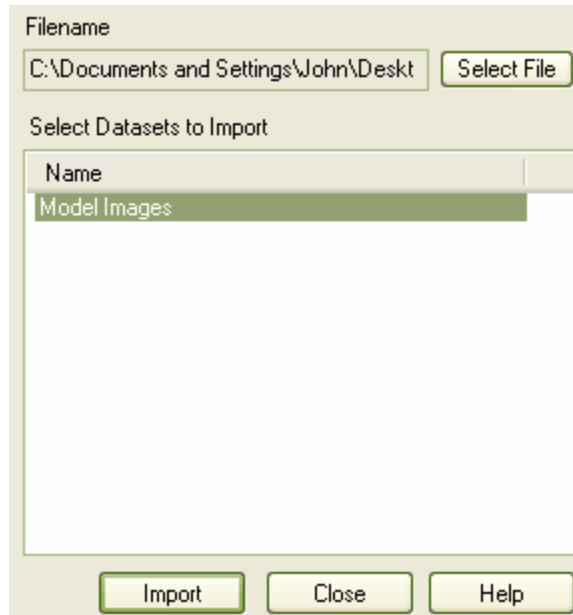 Filename
C:\Documents and Settings\John\Deskt Select File
Select Datasets to Import
Name
Model Images
Import Close Help